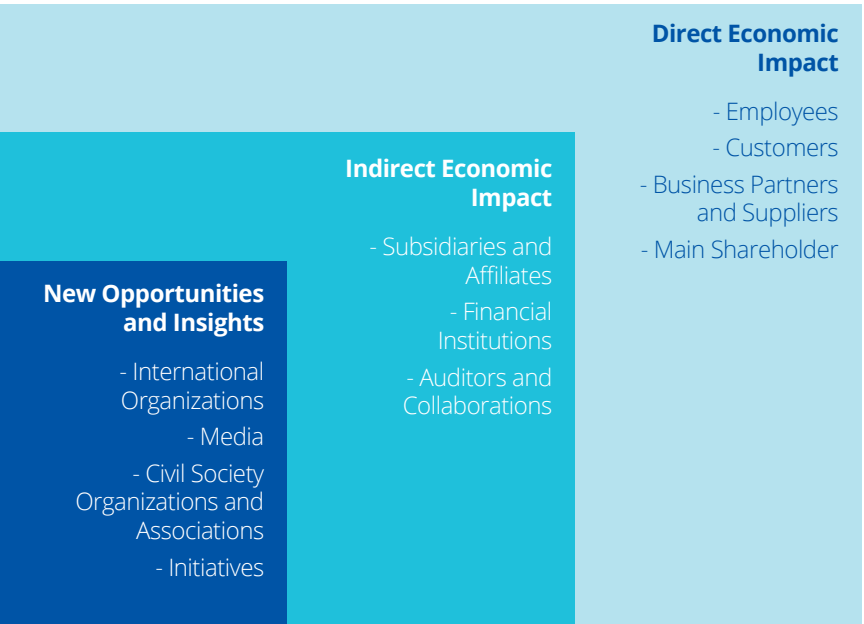 Direct Economic
Impact
- Employees
- Customers
- Business Partners
and Suppliers
- Main Shareholder
Indirect Economic
Impact
- Subsidiaries and
Affiliates
- Financial
Institutions
- Auditors and
Collaborations
New Opportunities
and Insights
- International
Organizations
- Media
- Civil Society
Organizations and
Associations
- Initiatives